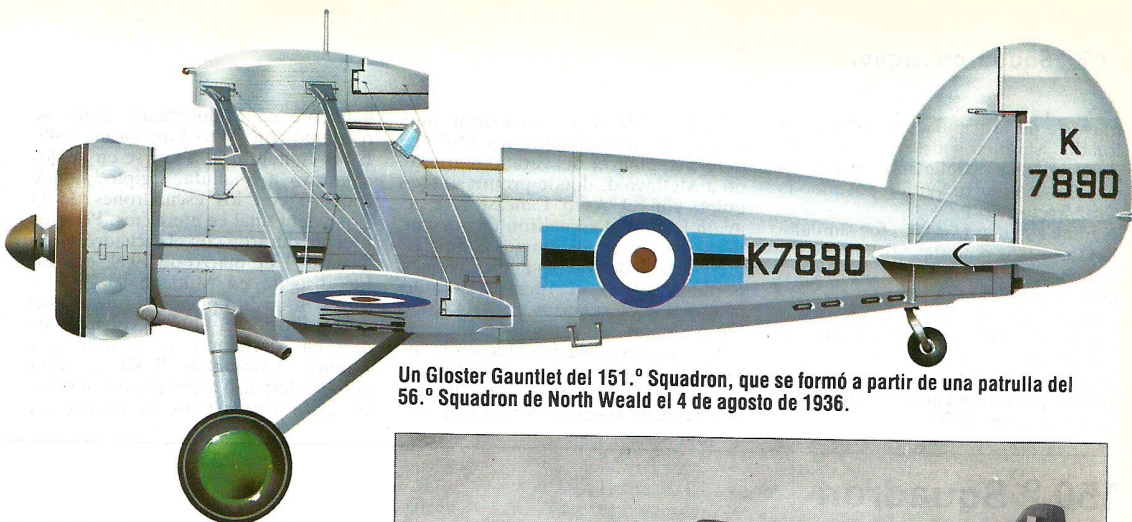 K
7890
K7890
Un Gloster Gauntlet del 151.º Squadron, que se formó a partir de una patrulla del
56.º Squadron de North Weald el 4 de agosto de 1936.